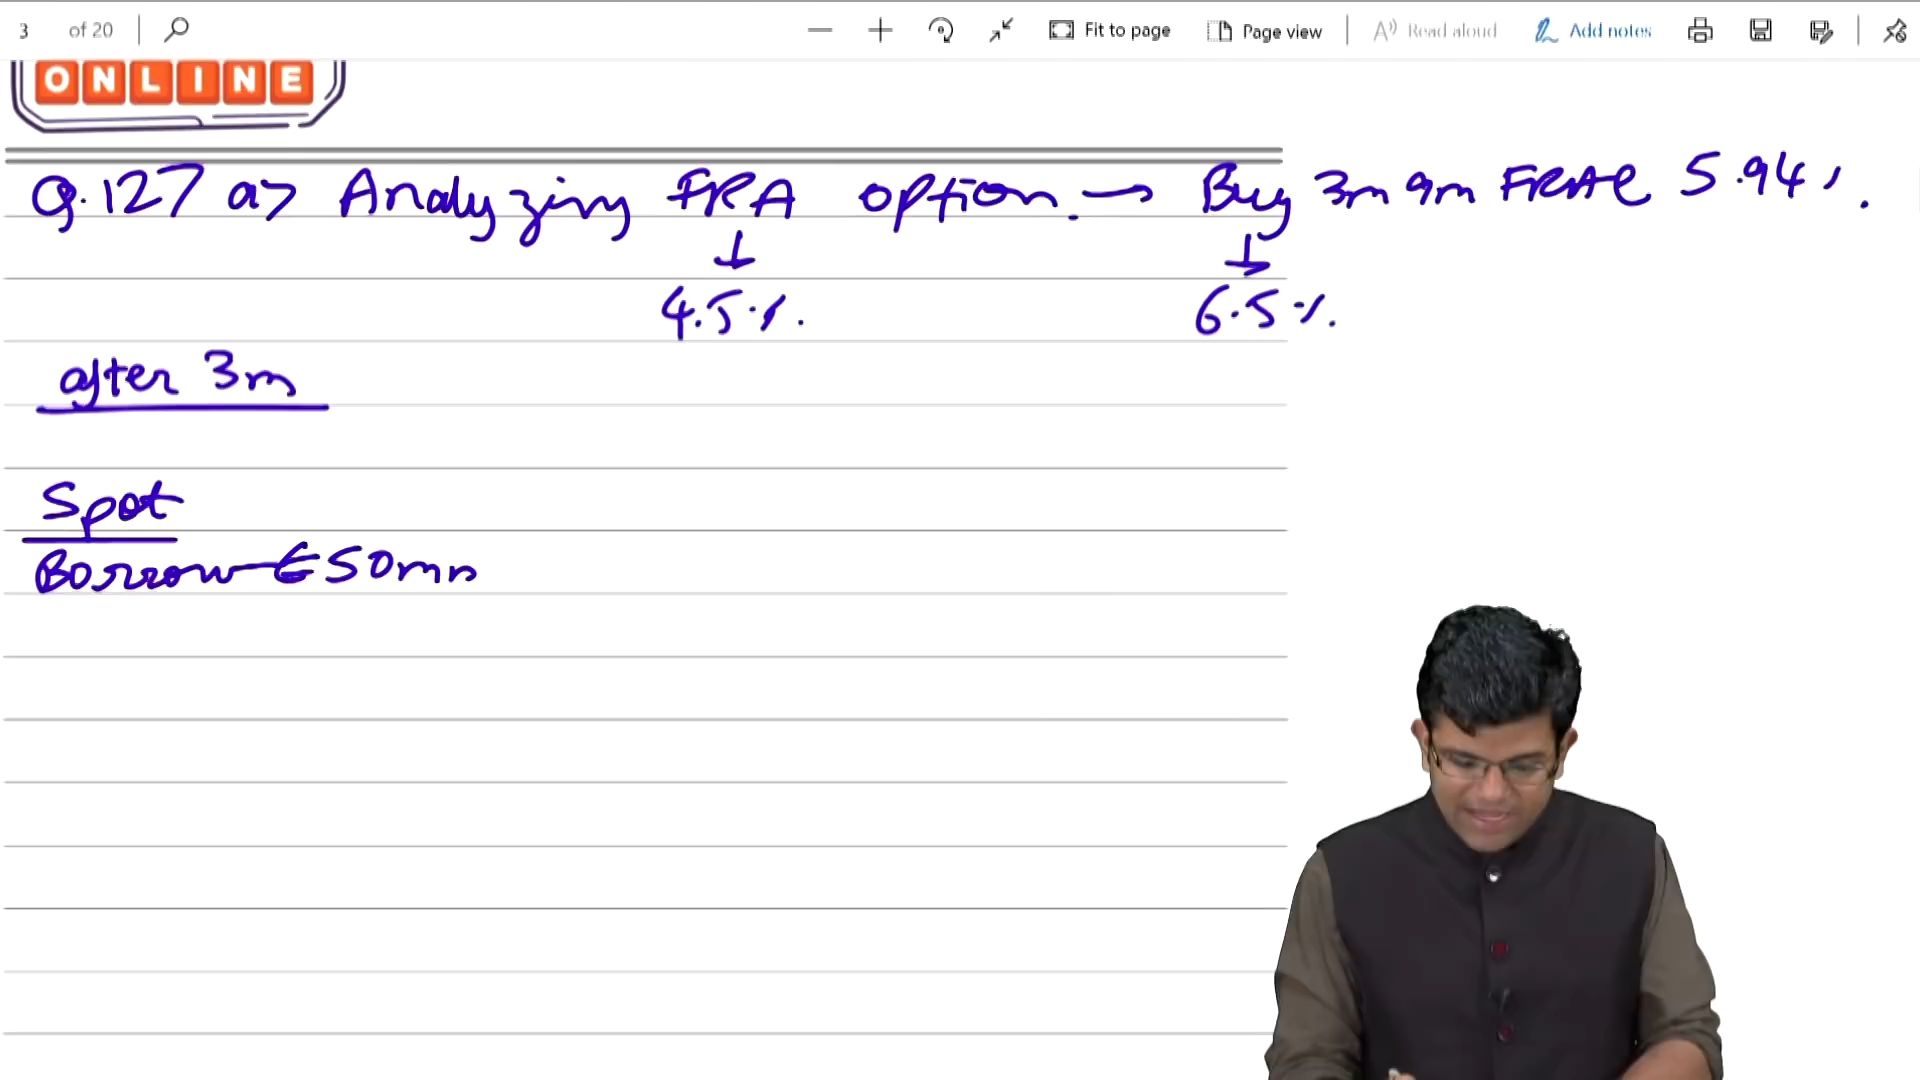 3 of 20 Fit to page Page view Read aloud Add notes
ONLINE
Q.127 a> Analyzing FRA option. → Buy 3m 9m FRA@ 5.94%.
↓ ↓
4.5%. 6.5%.
after 3m
Spot
Borrow € 50mn